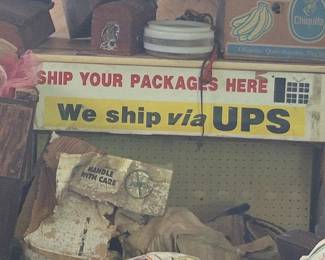 Chiquita
SHIP YOUR PACKAGES HERE
We ship via UPS
HANDLE
WITH CARE